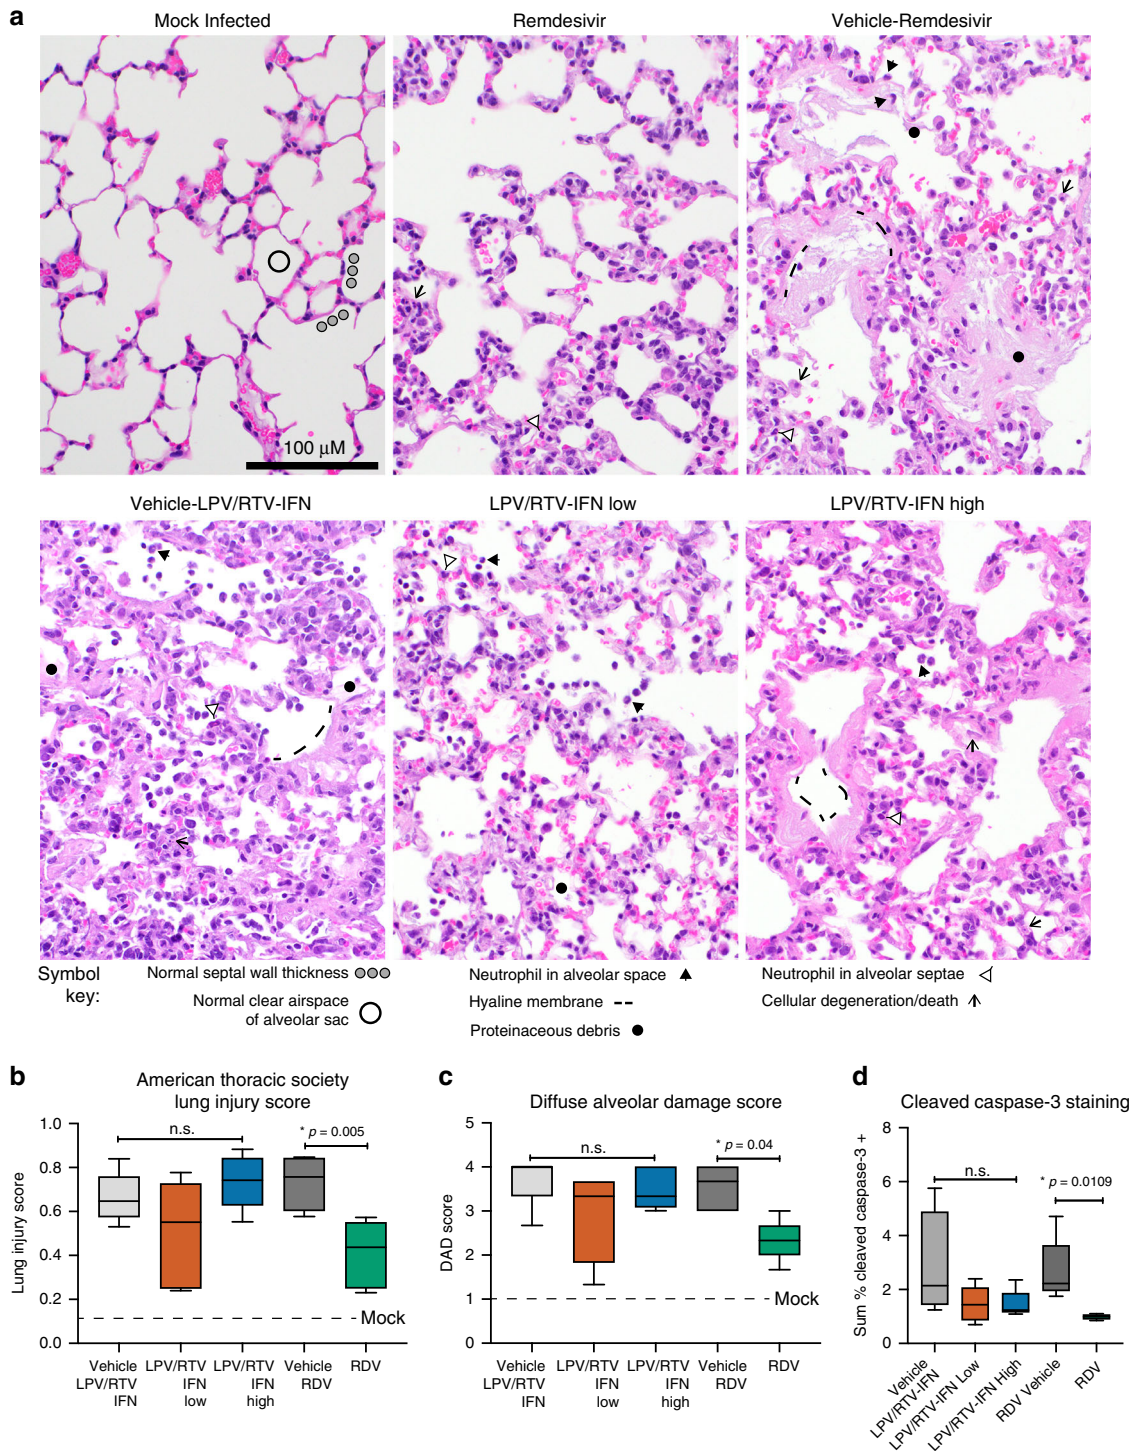 a
Mock Infected
Remdesivir
Vehicle-Remdesivir
100 µM
Vehicle-LPV/RTV-IFN
LPV/RTV-IFN low
LPV/RTV-IFN high
Symbol
key:
Normal septal wall thickness
Normal clear airspace
of alveolar sac
Neutrophil in alveolar space
Hyaline membrane
Proteinaceous debris
Neutrophil in alveolar septae
Cellular degeneration/death
b
American thoracic society
lung injury score
Lung injury score
1.0
0.8
0.6
0.4
0.2
0.0
n.s.
* p = 0.005
Mock
Vehicle
LPV/RTV
IFN
LPV/RTV
IFN
low
LPV/RTV
IFN
high
Vehicle
RDV
RDV
c
Diffuse alveolar damage score
DAD score
5
4
3
2
1
0
n.s.
* p = 0.04
Mock
Vehicle
LPV/RTV IFN
LPV/RTV
IFN
low
LPV/RTV
IFN
high
Vehicle
RDV
RDV
d
Cleaved caspase-3 staining
Sum % cleaved caspase-3 +
8
6
4
2
0
n.s.
* p = 0.0109
Vehicle
LPV/RTV-IFN
LPV/RTV-IFN Low
LPV/RTV-IFN High
RDV Vehicle
RDV